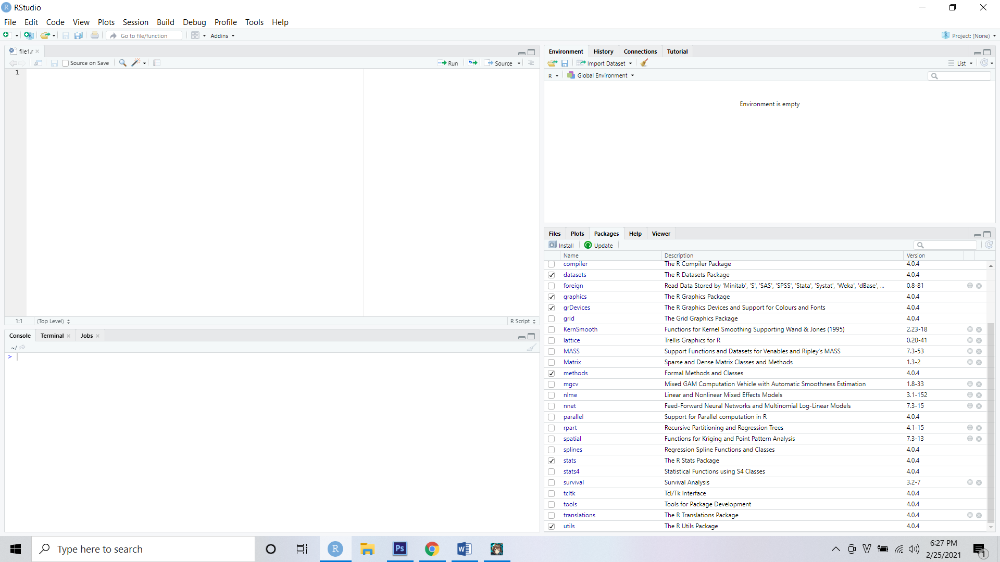 RStudio
File Edit Code View Plots Session Build Debug Profile Tools Help
Go to file/function Addins Project: (None)
file1.r
Source on Save Run Source
1
1:1 (Top Level) R Script
Console Terminal Jobs
~/
>
Environment History Connections Tutorial
Import Dataset List
R Global Environment
Environment is empty
Files Plots Packages Help Viewer
Install Update
Name Description Version
compiler The R Compiler Package 4.0.4
datasets The R Datasets Package 4.0.4
foreign Read Data Stored by 'Minitab', 'S', 'SAS', 'SPSS', 'Stata', 'Systat', 'Weka', 'dBase', ... 0.8-81
graphics The R Graphics Package 4.0.4
grDevices The R Graphics Devices and Support for Colours and Fonts 4.0.4
grid The Grid Graphics Package 4.0.4
KernSmooth Functions for Kernel Smoothing Supporting Wand & Jones (1995) 2.23-18
lattice Trellis Graphics for R 0.20-41
MASS Support Functions and Datasets for Venables and Ripley's MASS 7.3-53
Matrix Sparse and Dense Matrix Classes and Methods 1.3-2
methods Formal Methods and Classes 4.0.4
mgcv Mixed GAM Computation Vehicle with Automatic Smoothness Estimation 1.8-33
nlme Linear and Nonlinear Mixed Effects Models 3.1-152
nnet Feed-Forward Neural Networks and Multinomial Log-Linear Models 7.3-15
parallel Support for Parallel computation in R 4.0.4
rpart Recursive Partitioning and Regression Trees 4.1-15
spatial Functions for Kriging and Point Pattern Analysis 7.3-13
splines Regression Spline Functions and Classes 4.0.4
stats The R Stats Package 4.0.4
stats4 Statistical Functions using S4 Classes 4.0.4
survival Survival Analysis 3.2-7
tcltk Tcl/Tk Interface 4.0.4
tools Tools for Package Development 4.0.4
translations The R Translations Package 4.0.4
utils The R Utils Package 4.0.4
Type here to search R Ps W 6:27 PM
2/25/2021 1